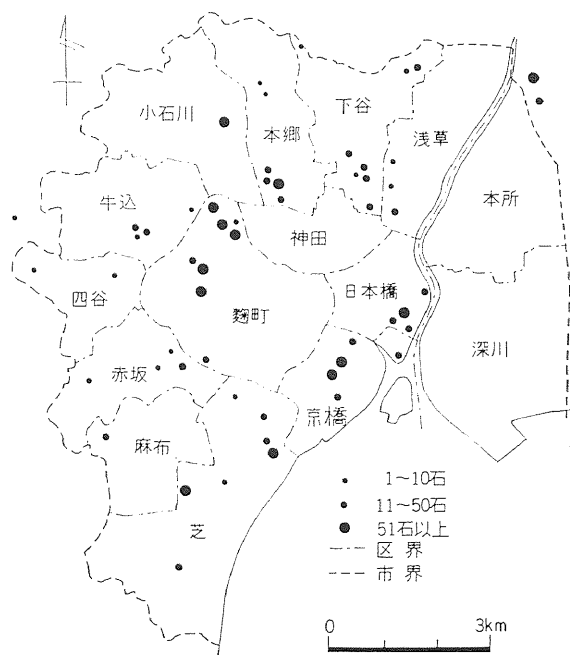 小石川
本郷
下谷
浅草
牛込
本所
神田
四谷
麴町
日本橋
深川
赤坂
京橋
麻布
芝
1~10石
11~50石
51石以上
区界
市界
0 3km